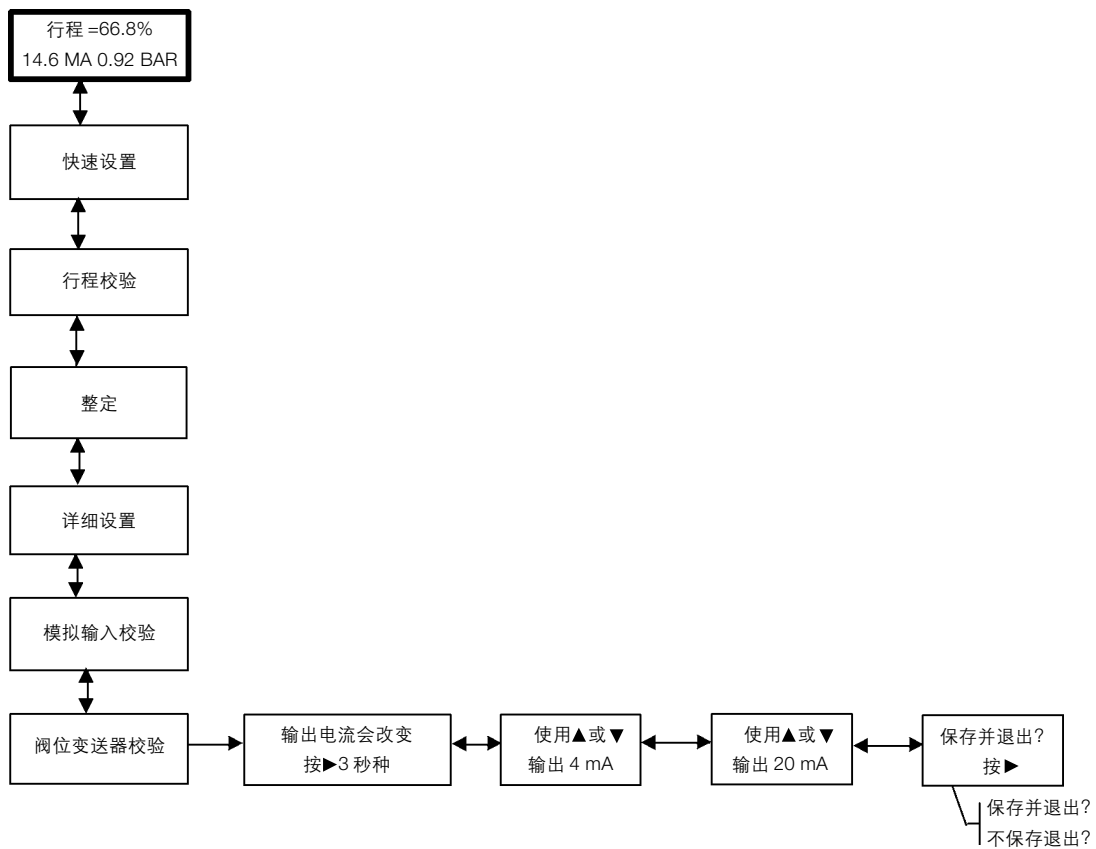 行程 =66.8%
14.6 MA 0.92 BAR
快速设置
行程校验
整定
详细设置
模拟输入校验
阀位变送器校验
输出电流会改变
按▶3 秒种
使用▲或▼
输出 4 mA
使用▲或▼
输出 20 mA
保存并退出?
按 ▶
保存并退出?
不保存退出?